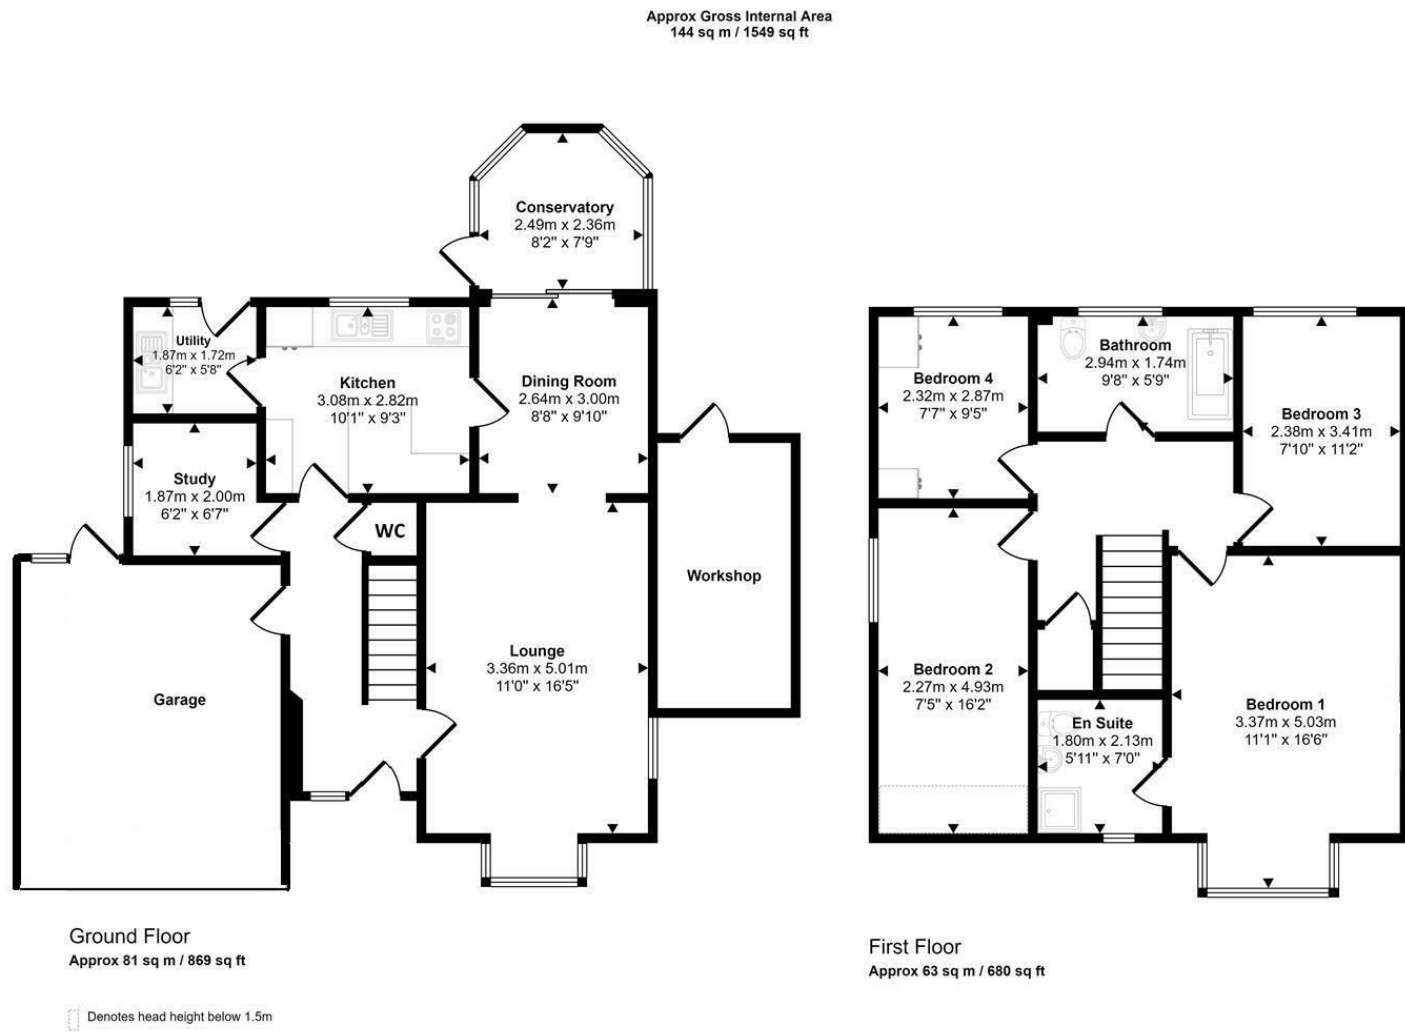 Approx Gross Internal Area
144 sq m / 1549 sq ft
Conservatory
2.49m x 2.36m
8'2" x 7'9"
Utility
1.87m x 1.72m
6'2" x 5'8"
Kitchen
3.08m x 2.82m
10'1" x 9'3"
Dining Room
2.64m x 3.00m
8'8" x 9'10"
Study
1.87m x 2.00m
6'2" x 6'7"
WC
Workshop
Lounge
3.36m x 5.01m
11'0" x 16'5"
Garage
Ground Floor
Approx 81 sq m / 869 sq ft
Denotes head height below 1.5m
Bathroom
2.94m x 1.74m
9'8" x 5'9"
Bedroom 4
2.32m x 2.87m
7'7" x 9'5"
Bedroom 3
2.38m x 3.41m
7'10" x 11'2"
Bedroom 2
2.27m x 4.93m
7'5" x 16'2"
En Suite
1.80m x 2.13m
5'11" x 7'0"
Bedroom 1
3.37m x 5.03m
11'1" x 16'6"
First Floor
Approx 63 sq m / 680 sq ft